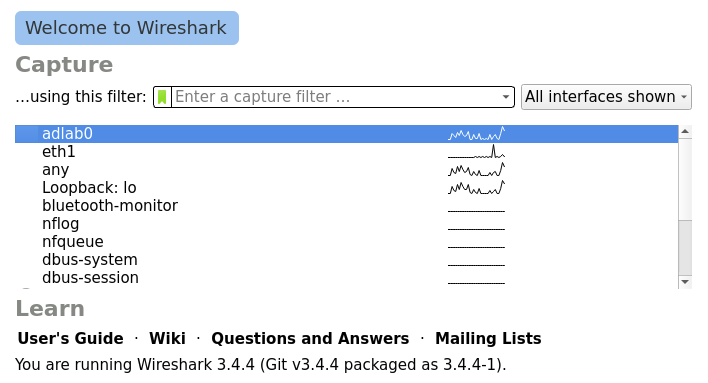 Welcome to Wireshark
Capture
...using this filter: Enter a capture filter ... All interfaces shown
adlab0
eth1
any
Loopback: lo
bluetooth-monitor
nflog
nfqueue
dbus-system
dbus-session
Learn
User's Guide · Wiki · Questions and Answers · Mailing Lists
You are running Wireshark 3.4.4 (Git v3.4.4 packaged as 3.4.4-1).